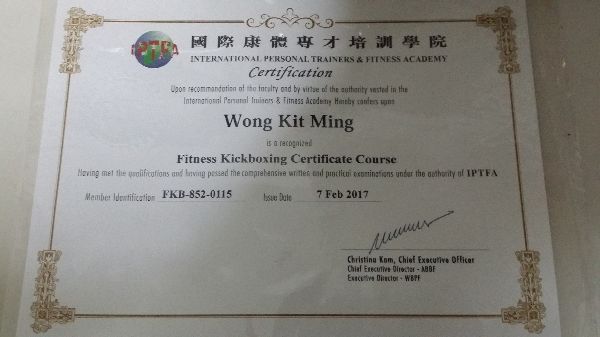 IPTFA
國際康體專才培訓學院
INTERNATIONAL PERSONAL TRAINERS & FITNESS ACADEMY
Certification
Upon recommendation of the faculty and by virtue of the authority vested in the
International Personal Trainers & Fitness Academy Hereby confers upon
Wong Kit Ming
is a recognized
Fitness Kickboxing Certificate Course
Having met the qualifications and having passed the comprehensive written and practical examinations under the authority of IPTFA
Member Identification FKB-852-0115 Issue Date 7 Feb 2017
Christina Kam, Chief Executive Officer
Chief Executive Director - ABBF
Executive Director - WBPF